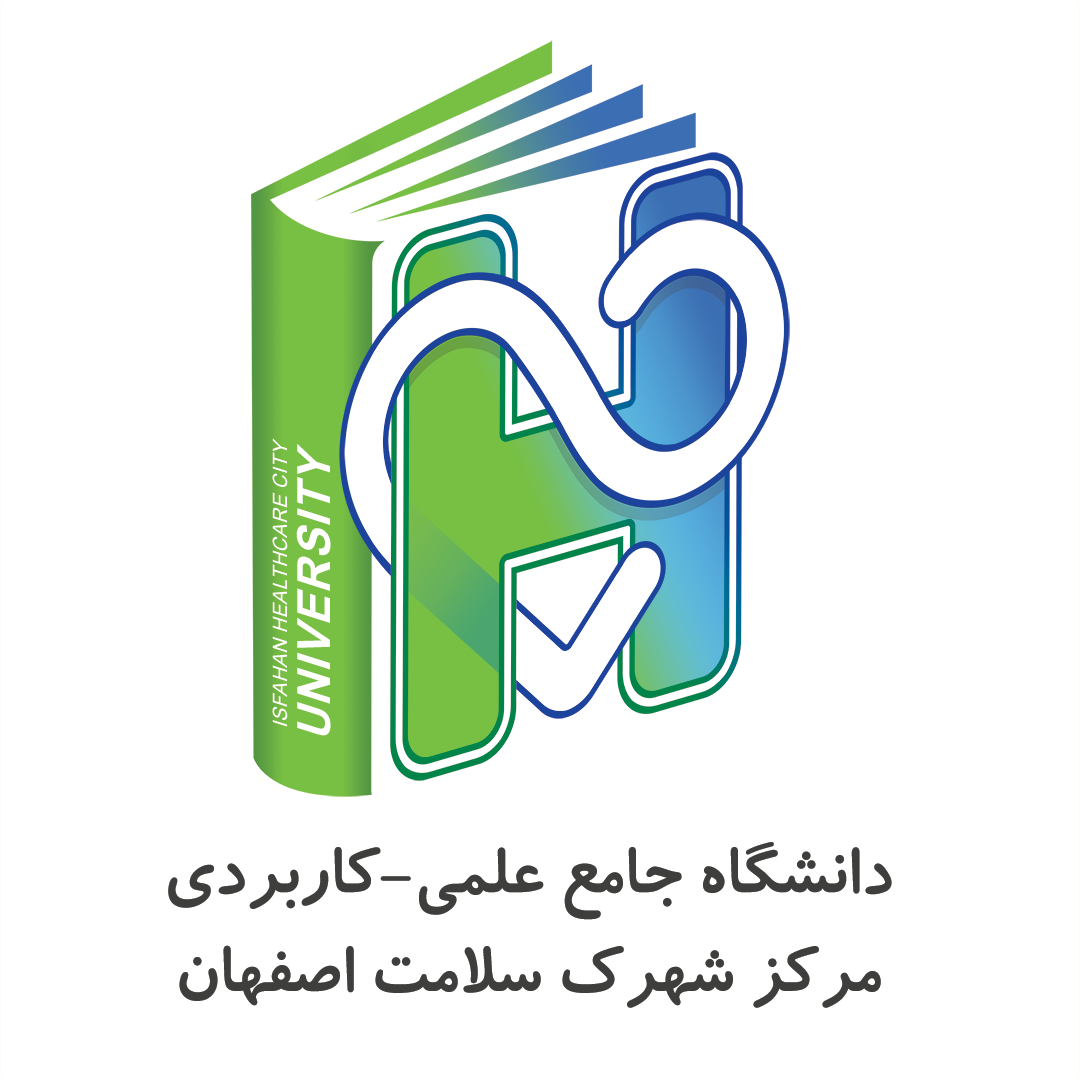 ISFAHAN HEALTHCARE CITY
UNIVERSITY
دانشگاه جامع علمی-کاربردی
مرکز شهرک سلامت اصفهان